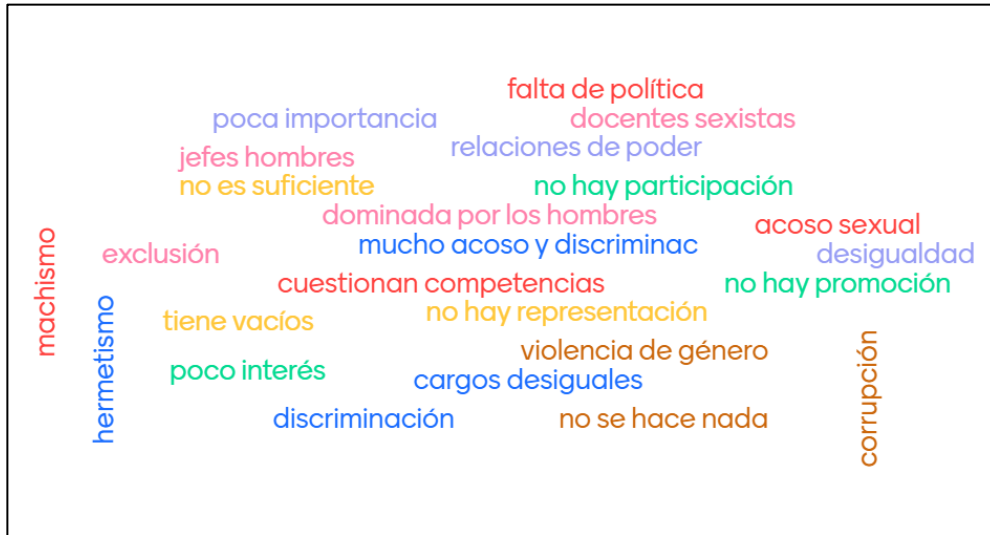 falta de política
poca importancia
docentes sexistas
relaciones de poder
jefes hombres
no es suficiente
no hay participación
dominada por los hombres
acoso sexual
mucho acoso y discriminac
exclusión
desigualdad
machismo
cuestionan competencias
no hay promoción
no hay representación
tiene vacíos
hermetismo
violencia de género
poco interés
cargos desiguales
corrupción
discriminación
no se hace nada